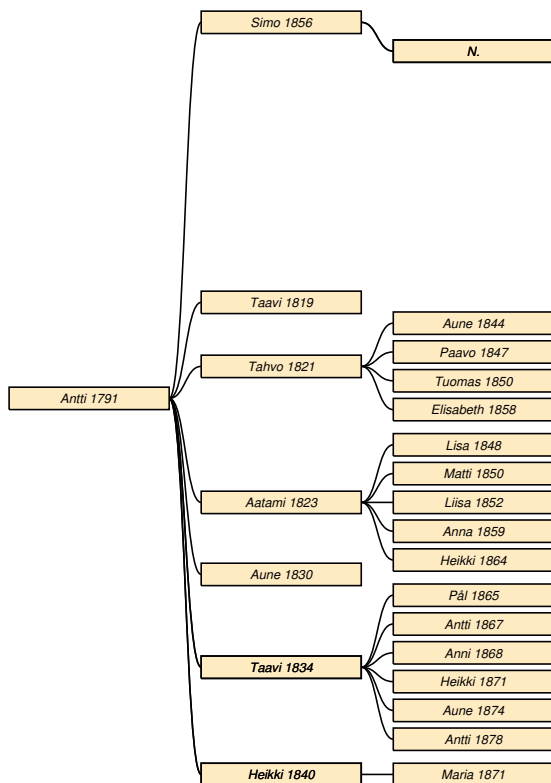 Simo 1856
N.
Taavi 1819
Aune 1844
Paavo 1847
Tahvo 1821
Tuomas 1850
Antti 1791
Elisabeth 1858
Lisa 1848
Matti 1850
Aatami 1823
Liisa 1852
Anna 1859
Heikki 1864
Aune 1830
Pål 1865
Antti 1867
Anni 1868
Taavi 1834
Heikki 1871
Aune 1874
Antti 1878
Heikki 1840
Maria 1871